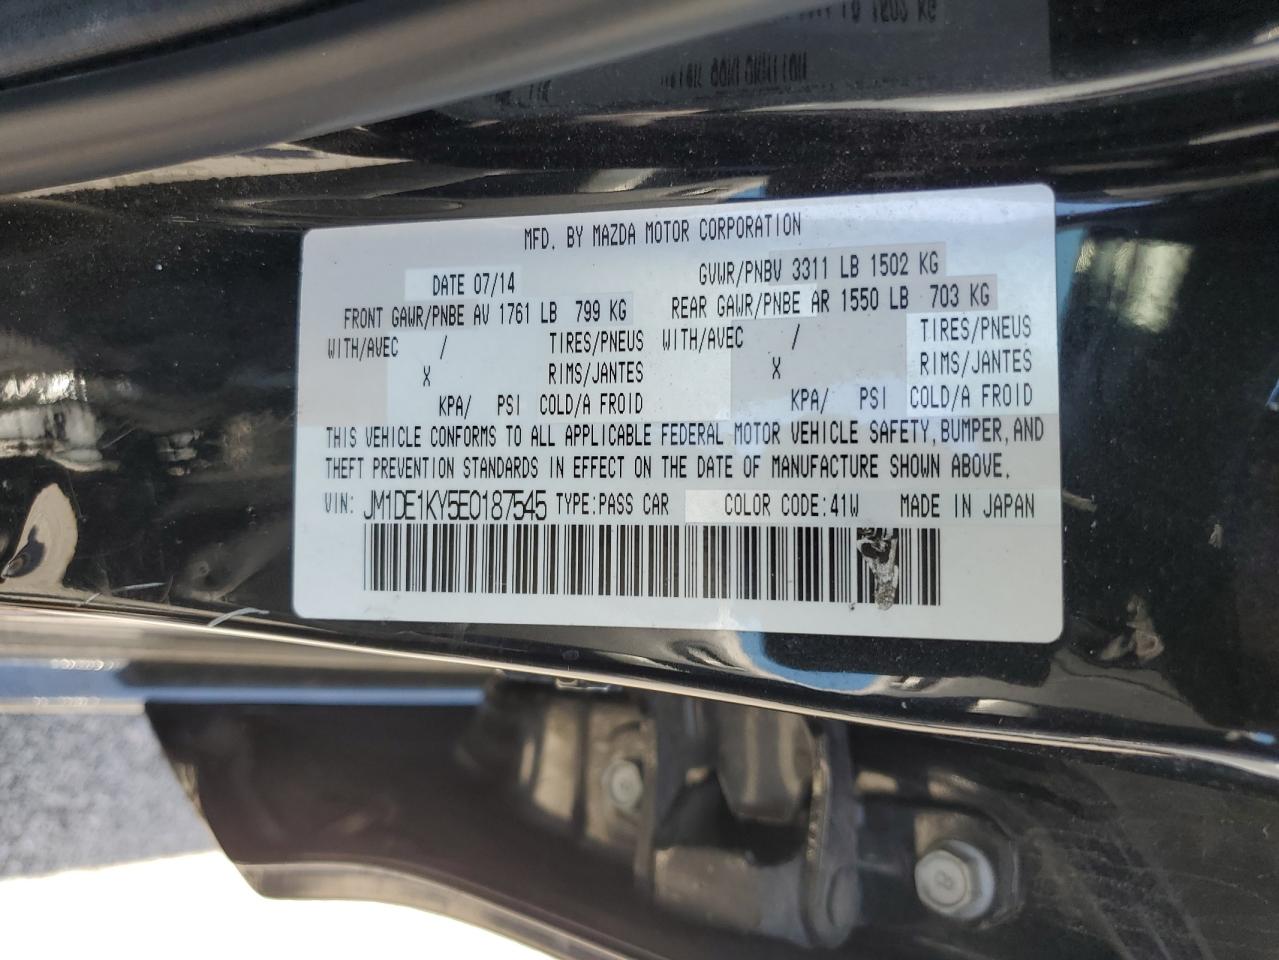 MFD. BY MAZDA MOTOR CORPORATION
DATE 07/14 GVWR/PNBV 3311 LB 1502 KG
FRONT GAWR/PNBE AV 1761 LB 799 KG REAR GAWR/PNBE AR 1550 LB 703 KG
WITH/AVEC / TIRES/PNEUS WITH/AVEC / TIRES/PNEUS
X RIMS/JANTES X RIMS/JANTES
KPA/ PSI COLD/A FROID KPA/ PSI COLD/A FROID
THIS VEHICLE CONFORMS TO ALL APPLICABLE FEDERAL MOTOR VEHICLE SAFETY, BUMPER, AND
THEFT PREVENTION STANDARDS IN EFFECT ON THE DATE OF MANUFACTURE SHOWN ABOVE.
VIN: JM1DE1KY5E0187545 TYPE:PASS CAR COLOR CODE:41W MADE IN JAPAN
8